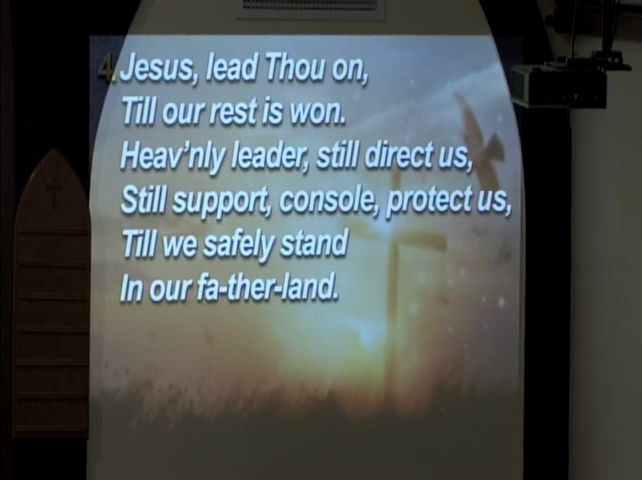 4. Jesus, lead Thou on,
Till our rest is won.
Heav'nly leader, still direct us,
Still support, console, protect us,
Till we safely stand
In our fa-ther-land.